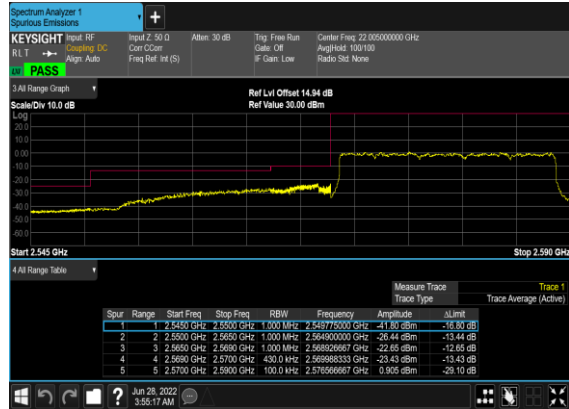 Spectrum Analyzer 1
Spurious Emissions
KEYSIGHT Input: RF Input Z: 50 Ω Atten: 30 dB Trig: Free Run Center Freq: 22.005000000 GHz
RLT Coupling: DC Corr CCorr Gate: Off Avg|Hold: 100/100
Align: Auto Freq Ref: Int (S) IF Gain: Low Radio Std: None
PASS
3 All Range Graph
Ref Lvl Offset 14.94 dB
Scale/Div 10.0 dB Ref Value 30.00 dBm
Log
20.0
10.0
0.00
-10.0
-20.0
-30.0
-40.0
-50.0
-60.0
Start 2.545 GHz Stop 2.590 GHz
4 All Range Table
Measure Trace Trace 1
Trace Type Trace Average (Active)
Spur Range Start Freq Stop Freq RBW Frequency Amplitude ΔLimit
1 1 2.5450 GHz 2.5500 GHz 1.000 MHz 2.549775000 GHz -41.80 dBm -16.80 dB
2 2 2.5500 GHz 2.5650 GHz 1.000 MHz 2.564900000 GHz -26.44 dBm -13.44 dB
3 3 2.5650 GHz 2.5690 GHz 1.000 MHz 2.568926667 GHz -22.65 dBm -12.65 dB
4 4 2.5690 GHz 2.5700 GHz 430.0 kHz 2.569988333 GHz -23.43 dBm -13.43 dB
5 5 2.5700 GHz 2.5900 GHz 100.0 kHz 2.576566667 GHz 0.905 dBm -29.10 dB
? Jun 28, 2022
3:55:17 AM